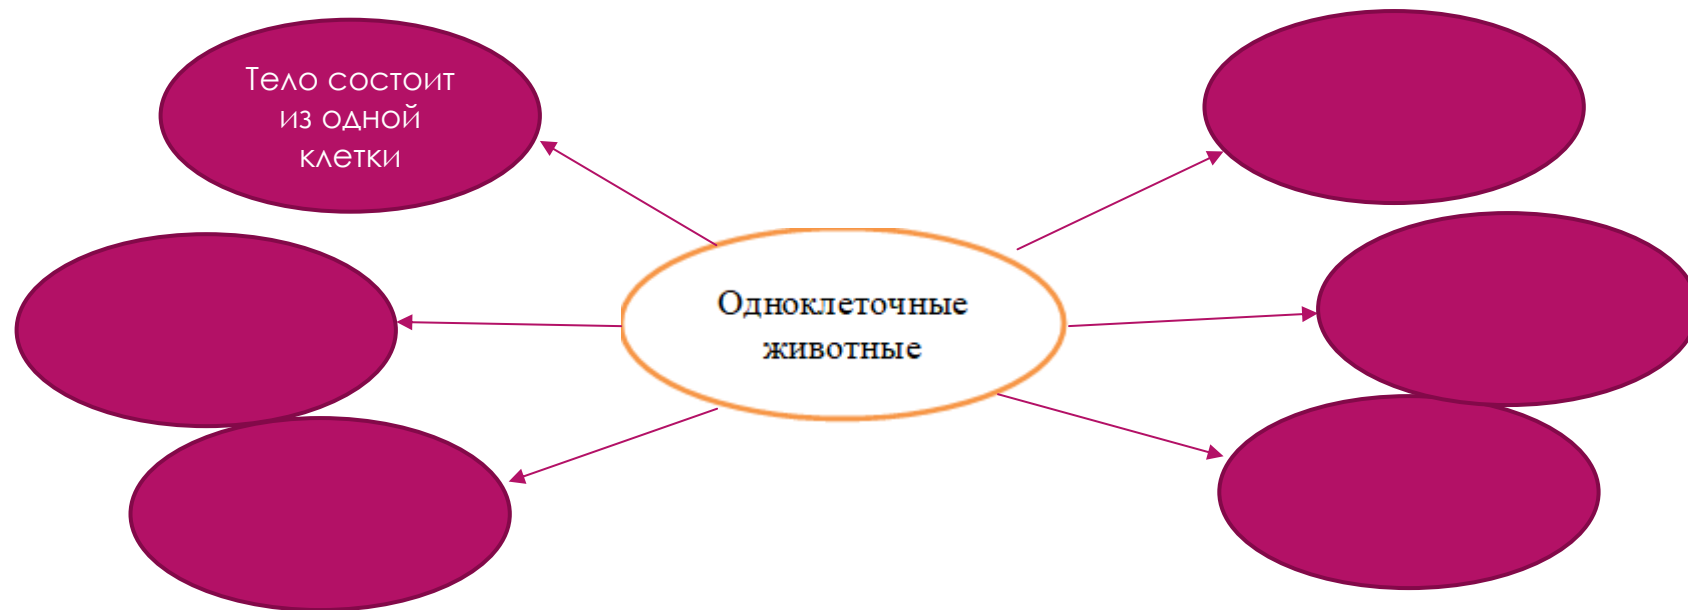 Тело состоит
из одной
клетки
Одноклеточные
животные